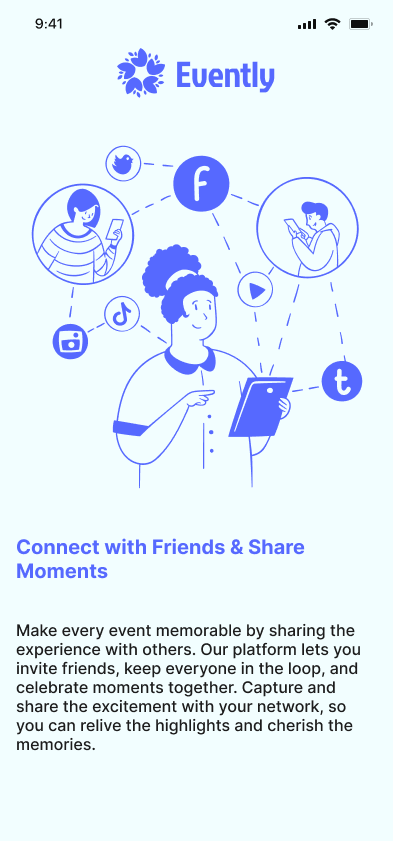 9:41
Evently
f
t
Connect with Friends & Share
Moments
Make every event memorable by sharing the
experience with others. Our platform lets you
invite friends, keep everyone in the loop, and
celebrate moments together. Capture and
share the excitement with your network, so
you can relive the highlights and cherish the
memories.